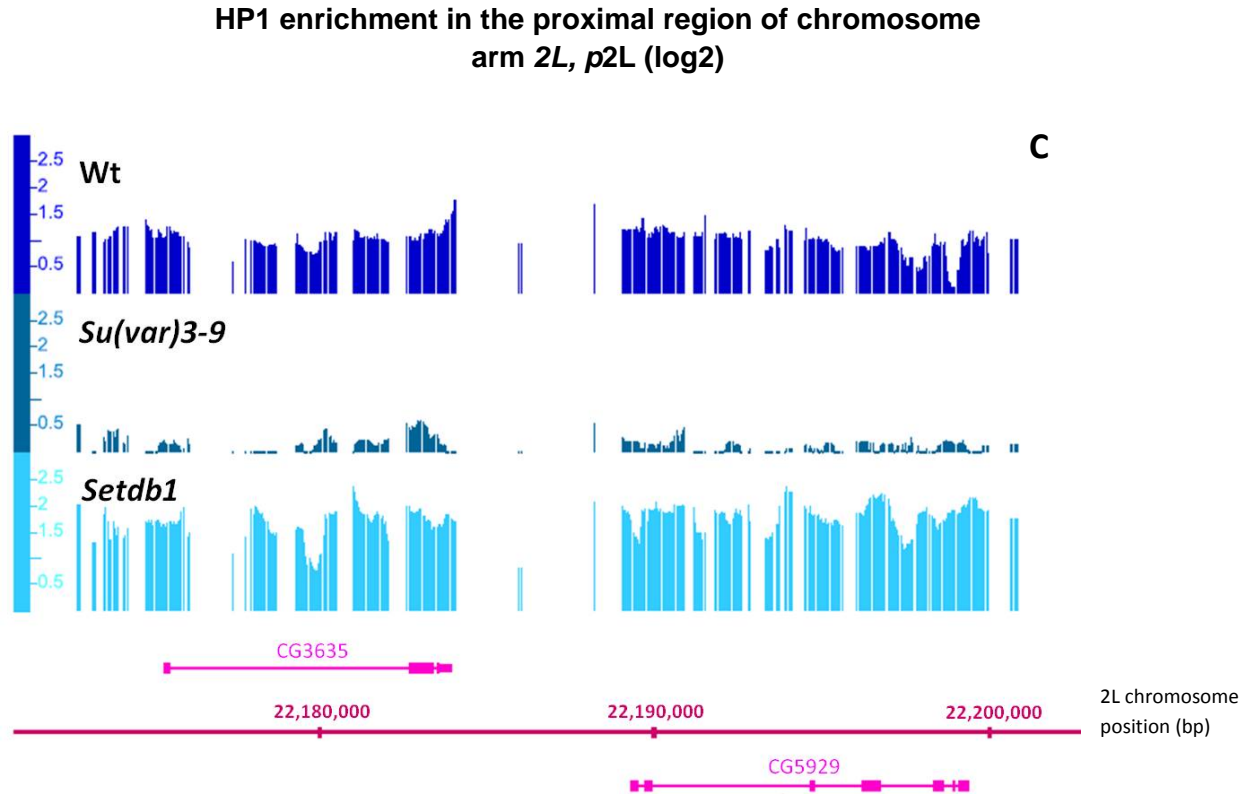 HP1 enrichment in the proximal region of chromosome
arm 2L, p2L (log2)
C
Wt
2.5
2
1.5
0.5
Su(var)3-9
2.5
2
1.5
0.5
Setdb1
2.5
2
1.5
0.5
CG3635
22,180,000 22,190,000 22,200,000
2L chromosome
position (bp)
CG5929